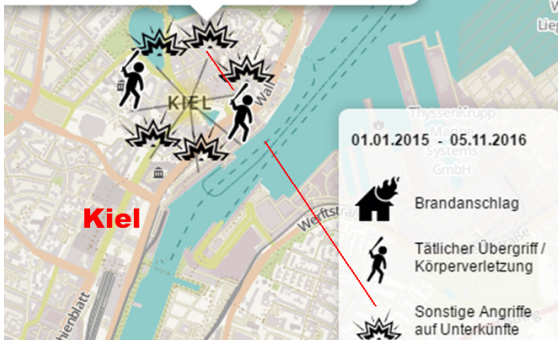 KIEL
Wall
Kiel
Werftstr
ThyssenKrupp
Systems
GmbH
01.01.2015 - 05.11.2016
Brandanschlag
Tätlicher Übergriff /
Körperverletzung
Sonstige Angriffe
auf Unterkünfte